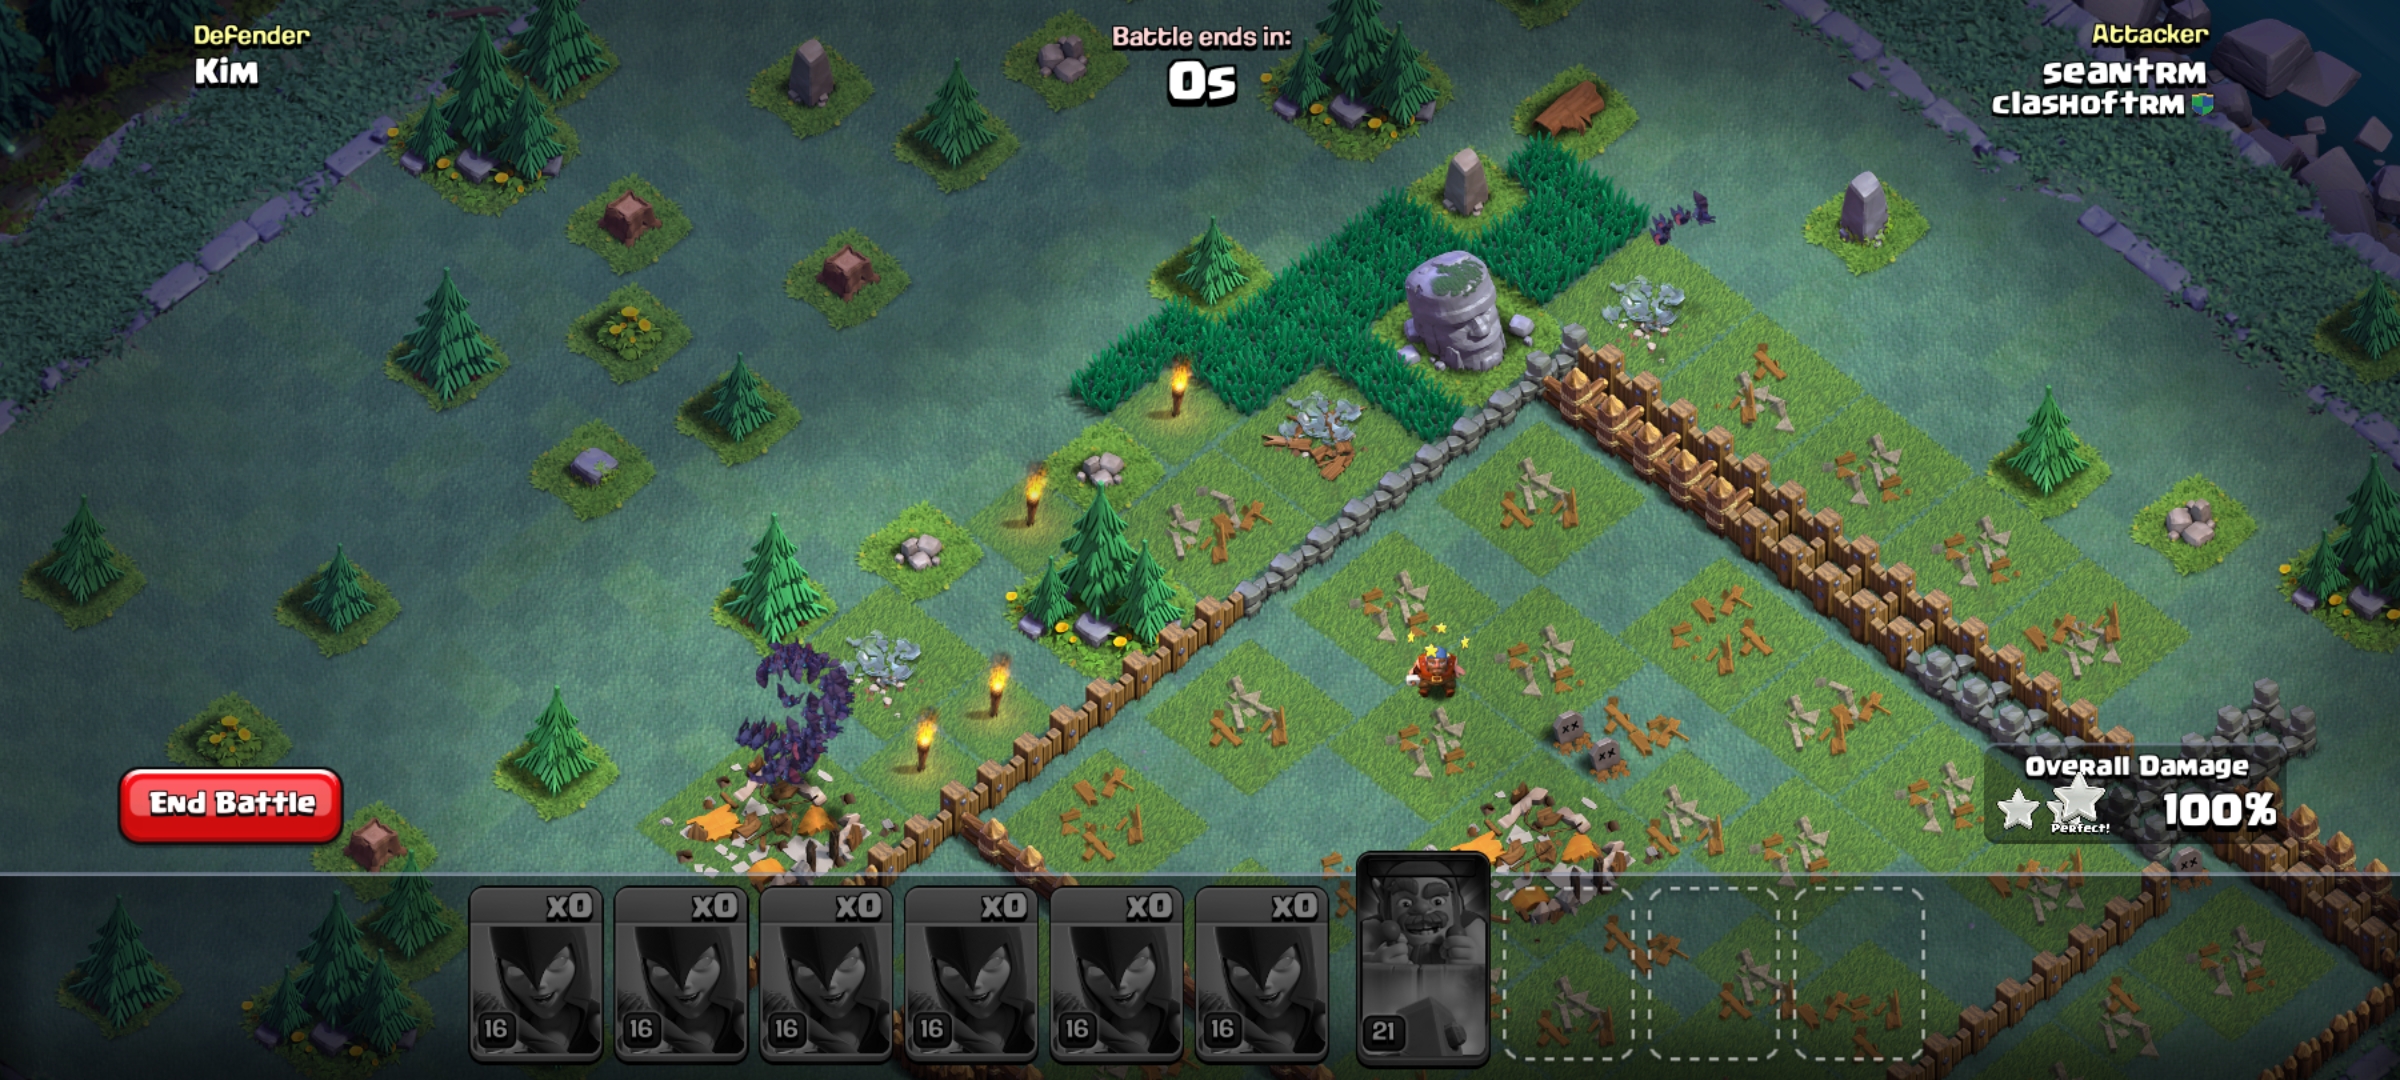 Defender
Kim
Battle ends in:
0s
Attacker
seantrm
clashoftrm
End Battle
Overall Damage
Perfect!
100%
x0
x0
x0
x0
x0
x0
16
16
16
16
16
16
21